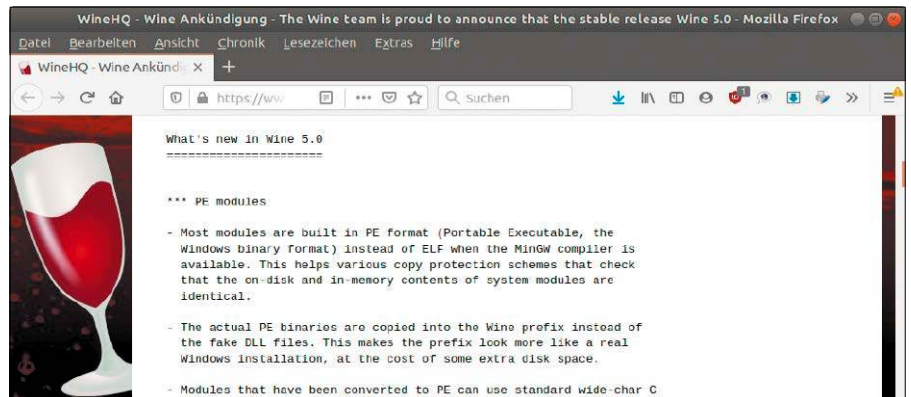 WineHQ - Wine Ankündigung - The Wine team is proud to announce that the stable release Wine 5.0 - Mozilla Firefox
Datei Bearbeiten Ansicht Chronik Lesezeichen Extras Hilfe
WineHQ - Wine Ankündi
https://ww
Suchen
1
What's new in Wine 5.0
======================
*** PE modules
- Most modules are built in PE format (Portable Executable, the
Windows binary format) instead of ELF when the MinGW compiler is
available. This helps various copy protection schemes that check
that the on-disk and in-memory contents of system modules are
identical.
- The actual PE binaries are copied into the Wine prefix instead of
the fake DLL files. This makes the prefix look more like a real
Windows installation, at the cost of some extra disk space.
- Modules that have been converted to PE can use standard wide-char C